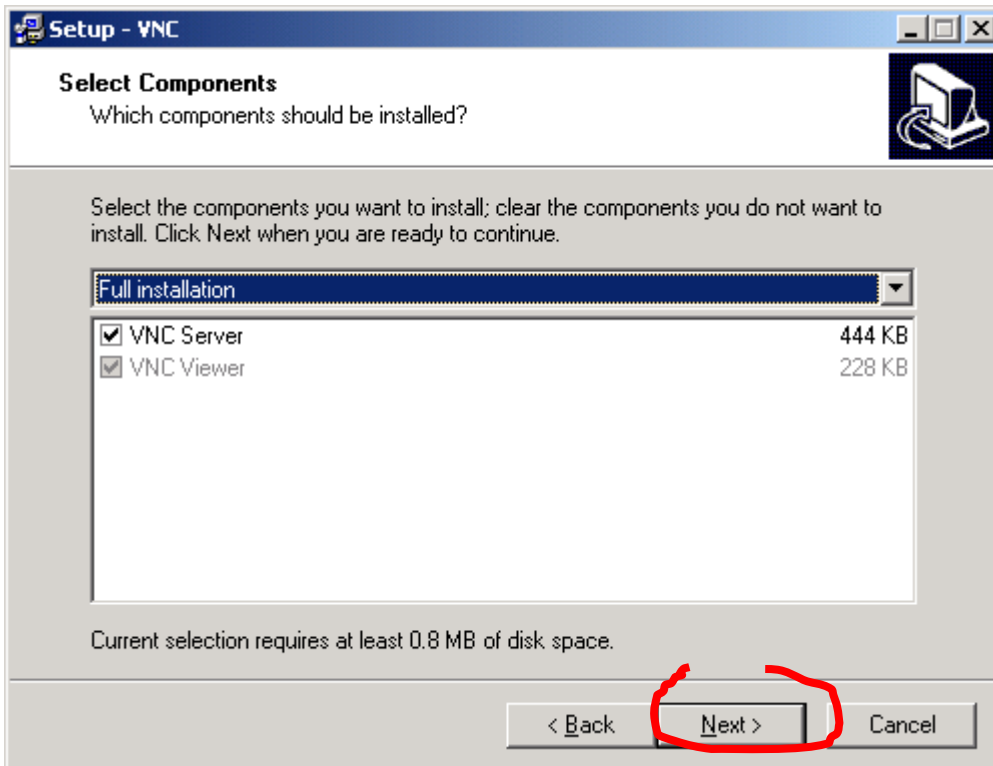 Setup - VNC
Select Components
Which components should be installed?
Select the components you want to install; clear the components you do not want to
install. Click Next when you are ready to continue.
Full installation
VNC Server 444 KB
VNC Viewer 228 KB
Current selection requires at least 0.8 MB of disk space.
< Back Next > Cancel